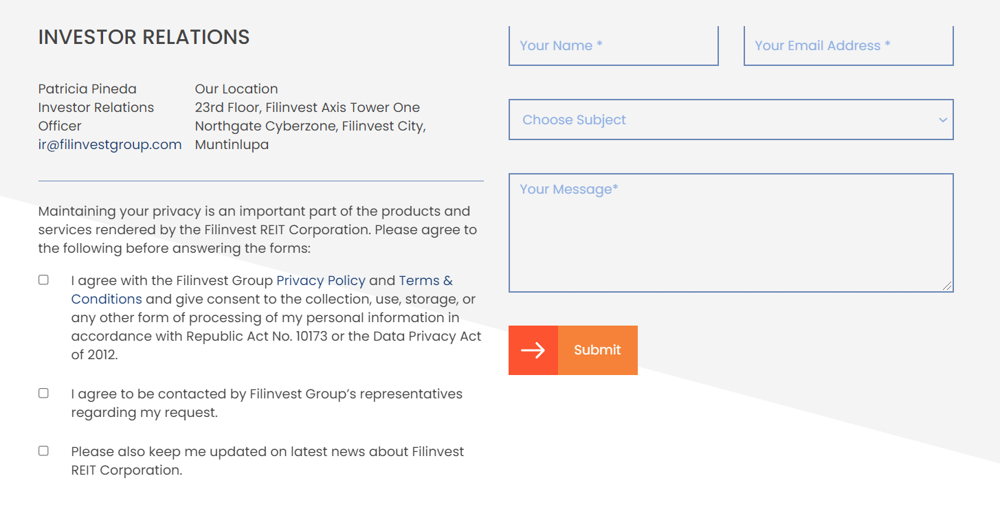 INVESTOR RELATIONS
Patricia Pineda
Investor Relations
Officer
ir@filinvestgroup.com
Our Location
23rd Floor, Filinvest Axis Tower One
Northgate Cyberzone, Filinvest City,
Muntinlupa
Maintaining your privacy is an important part of the products and
services rendered by the Filinvest REIT Corporation. Please agree to
the following before answering the forms:
I agree with the Filinvest Group Privacy Policy and Terms &
Conditions and give consent to the collection, use, storage, or
any other form of processing of my personal information in
accordance with Republic Act No. 10173 or the Data Privacy Act
of 2012.
I agree to be contacted by Filinvest Group’s representatives
regarding my request.
Please also keep me updated on latest news about Filinvest
REIT Corporation.
Your Name *
Your Email Address *
Choose Subject
Your Message*
Submit